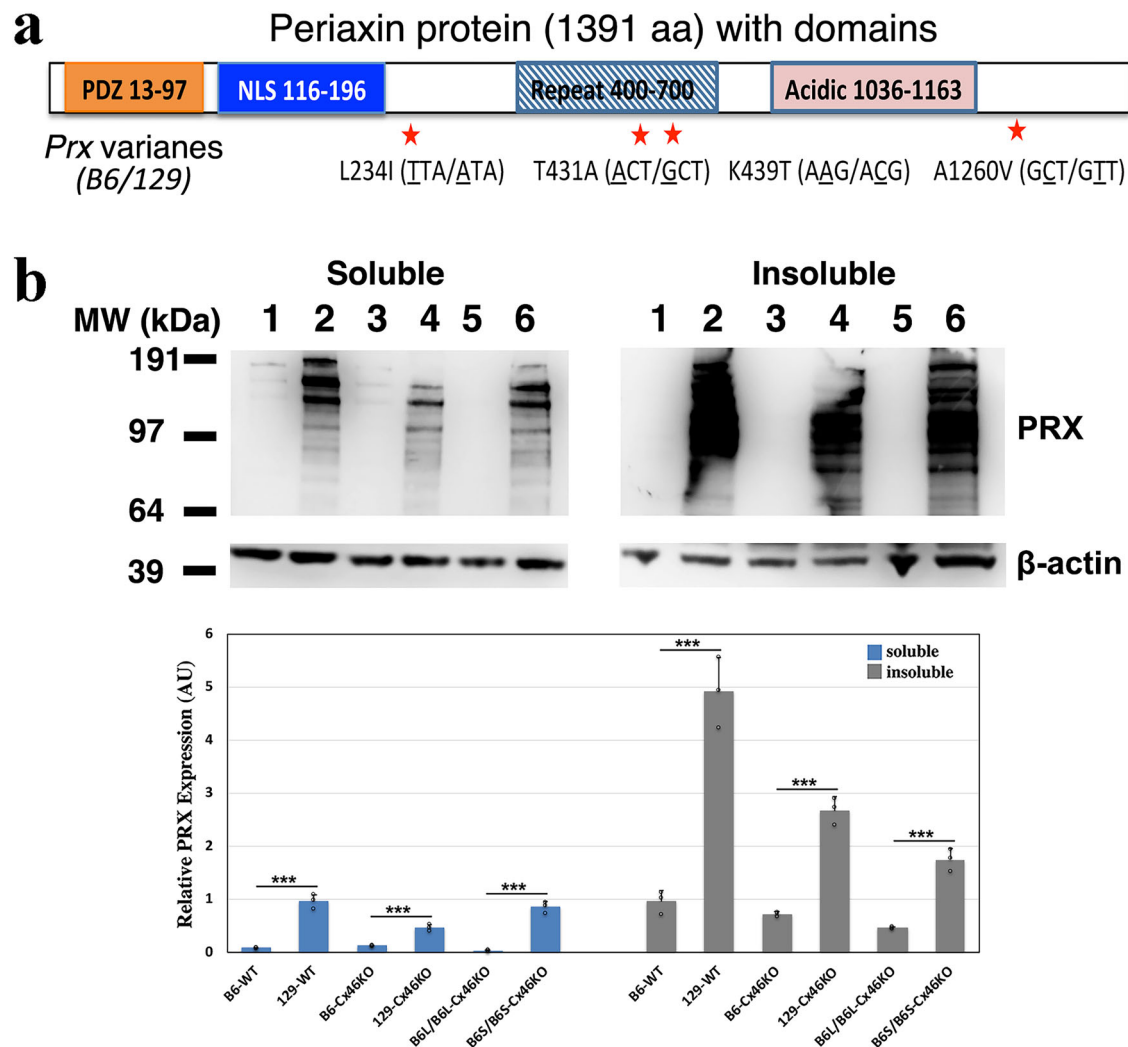 a
Periaxin protein (1391 aa) with domains
PDZ 13-97 NLS 116-196 Repeat 400-700 Acidic 1036-1163
Prx varianes
(B6/129)
L234I (TTA/ATA) T431A (ACT/GCT) K439T (AAG/ACG) A1260V (GCT/GTT)
b
Soluble Insoluble
MW (kDa) 1 2 3 4 5 6 1 2 3 4 5 6
191
97
64
39
PRX
β-actin
Relative PRX Expression (AU)
6
5
4
3
2
1
0
soluble
insoluble
*** *** *** *** *** ***
B6-WT 129-WT B6-Cx46KO 129-Cx46KO B6L/B6L-Cx46KO B6S/B6S-Cx46KO B6-WT 129-WT B6-Cx46KO 129-Cx46KO B6L/B6L-Cx46KO B6S/B6S-Cx46KO